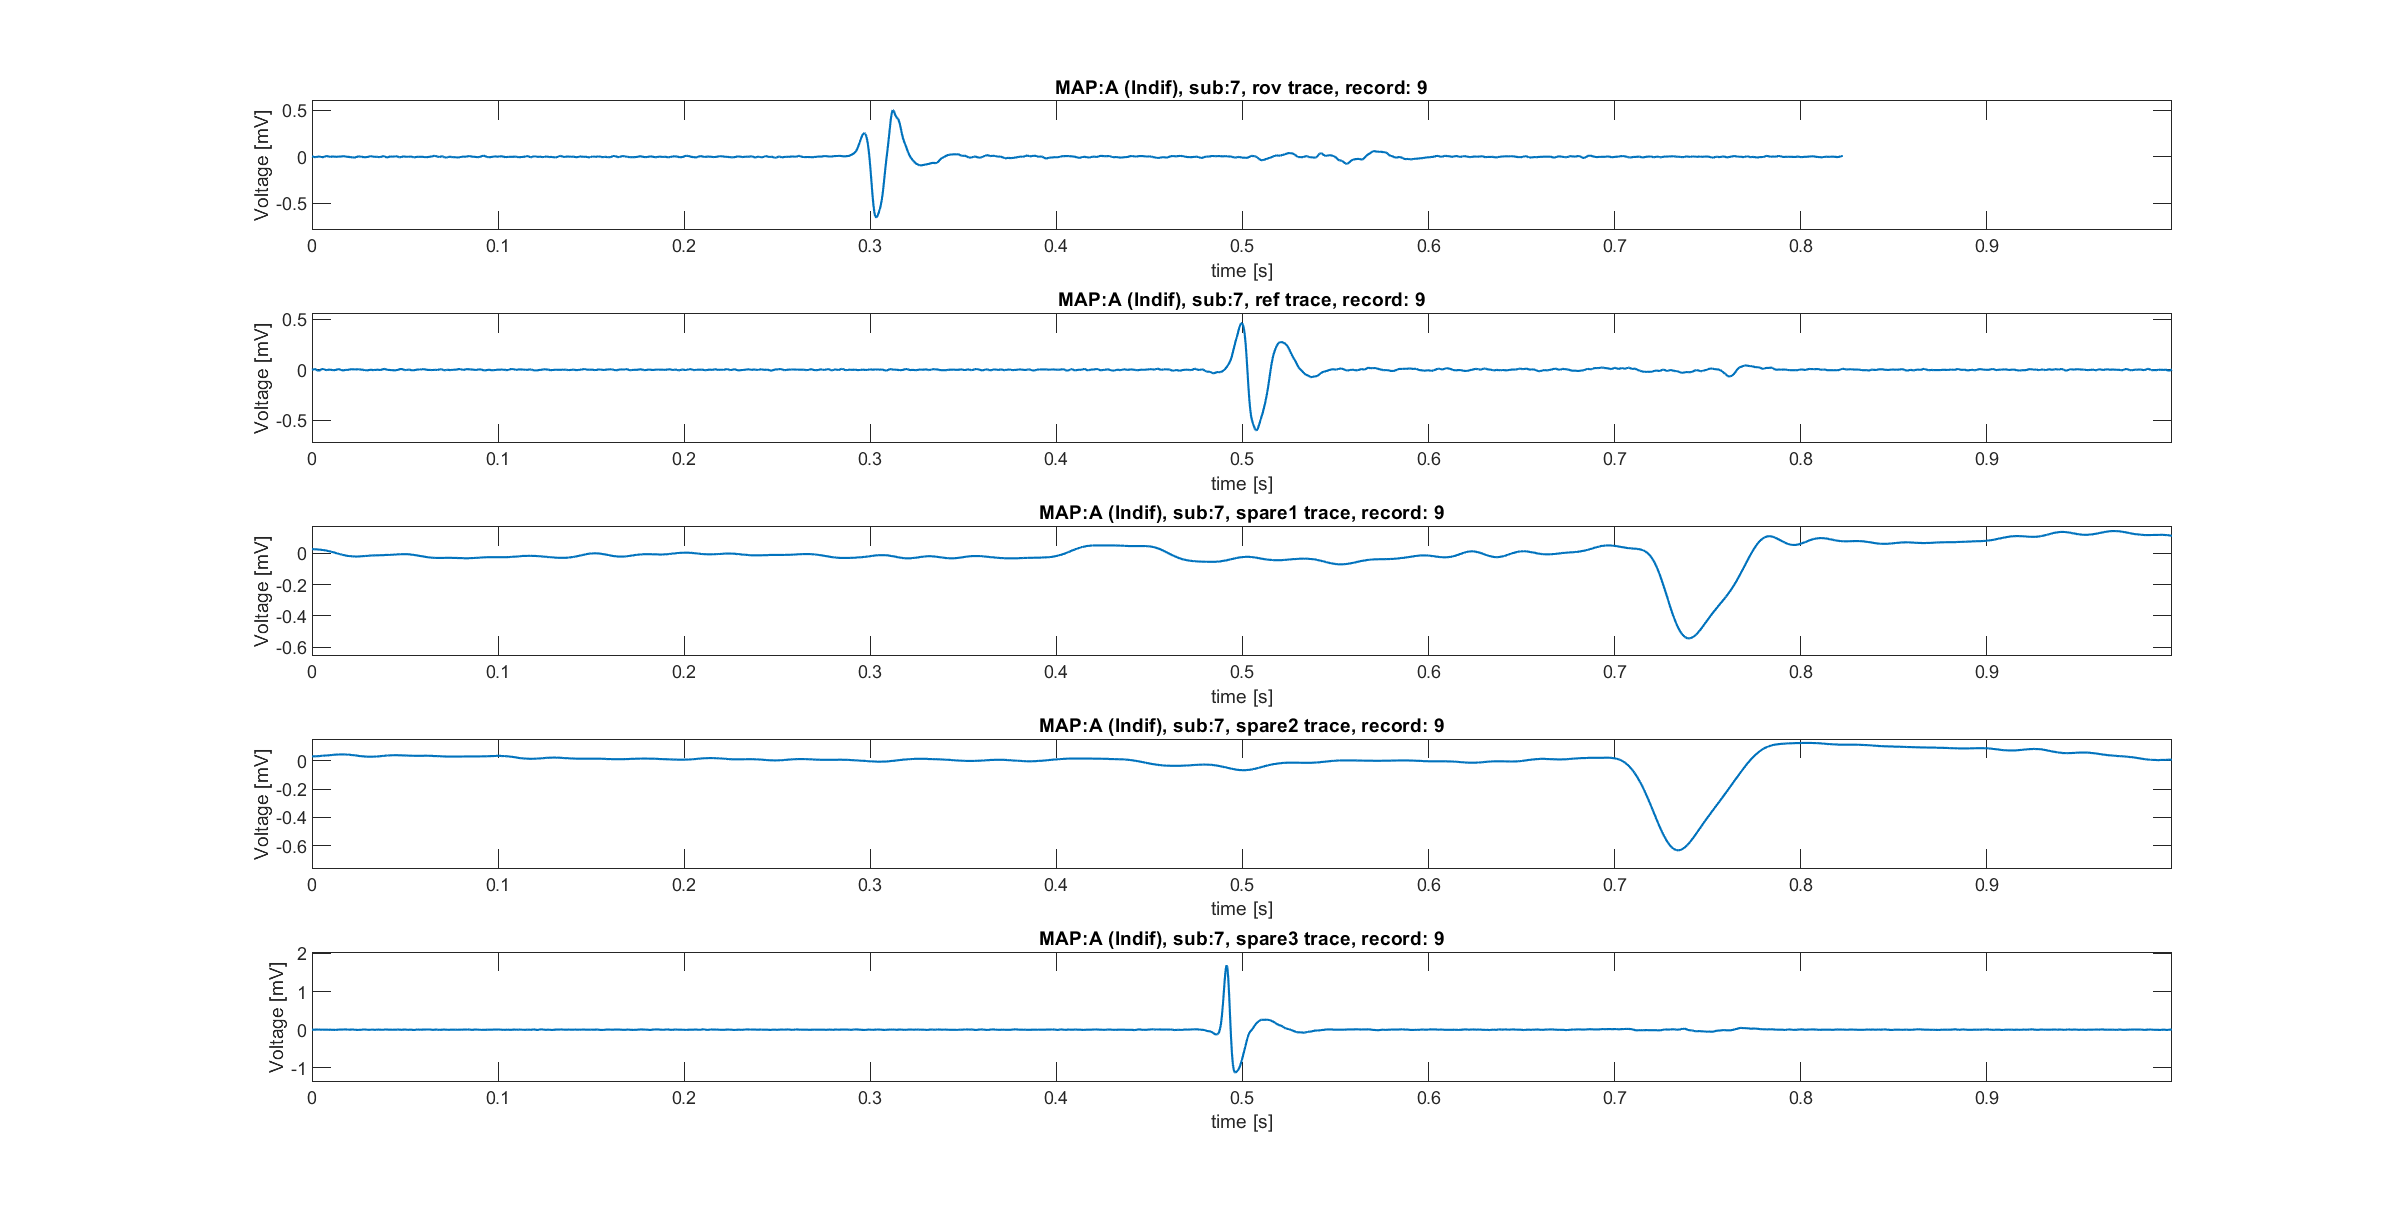 MAP:A (Indif), sub:7, rov trace, record: 9
Voltage [mV]
0.5
0
-0.5
0 0.1 0.2 0.3 0.4 0.5 0.6 0.7 0.8 0.9
time [s]
MAP:A (Indif), sub:7, ref trace, record: 9
Voltage [mV]
0.5
0
-0.5
0 0.1 0.2 0.3 0.4 0.5 0.6 0.7 0.8 0.9
time [s]
MAP:A (Indif), sub:7, spare1 trace, record: 9
Voltage [mV]
0
-0.2
-0.4
-0.6
0 0.1 0.2 0.3 0.4 0.5 0.6 0.7 0.8 0.9
time [s]
MAP:A (Indif), sub:7, spare2 trace, record: 9
Voltage [mV]
0
-0.2
-0.4
-0.6
0 0.1 0.2 0.3 0.4 0.5 0.6 0.7 0.8 0.9
time [s]
MAP:A (Indif), sub:7, spare3 trace, record: 9
Voltage [mV]
2
1
0
-1
0 0.1 0.2 0.3 0.4 0.5 0.6 0.7 0.8 0.9
time [s]